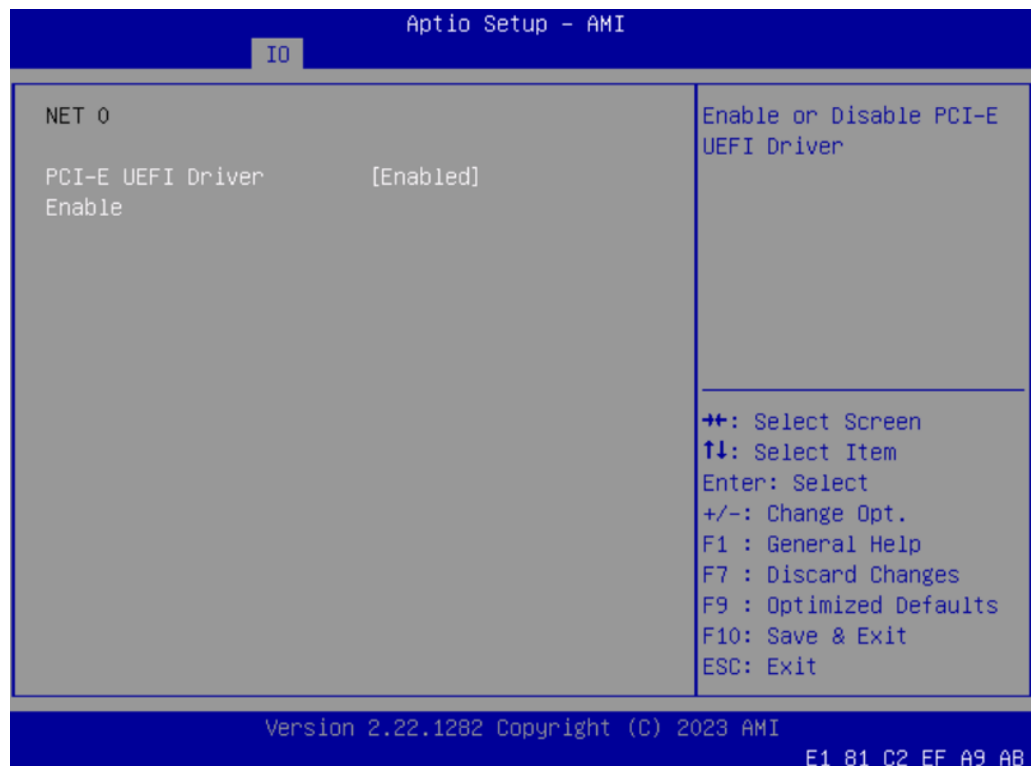 Aptio Setup – AMI
IO
NET 0
PCI-E UEFI Driver [Enabled]
Enable
Enable or Disable PCI-E
UEFI Driver
→←: Select Screen
↑↓: Select Item
Enter: Select
+/-: Change Opt.
F1 : General Help
F7 : Discard Changes
F9 : Optimized Defaults
F10: Save & Exit
ESC: Exit
Version 2.22.1282 Copyright (C) 2023 AMI
E1 81 C2 EF A9 AB